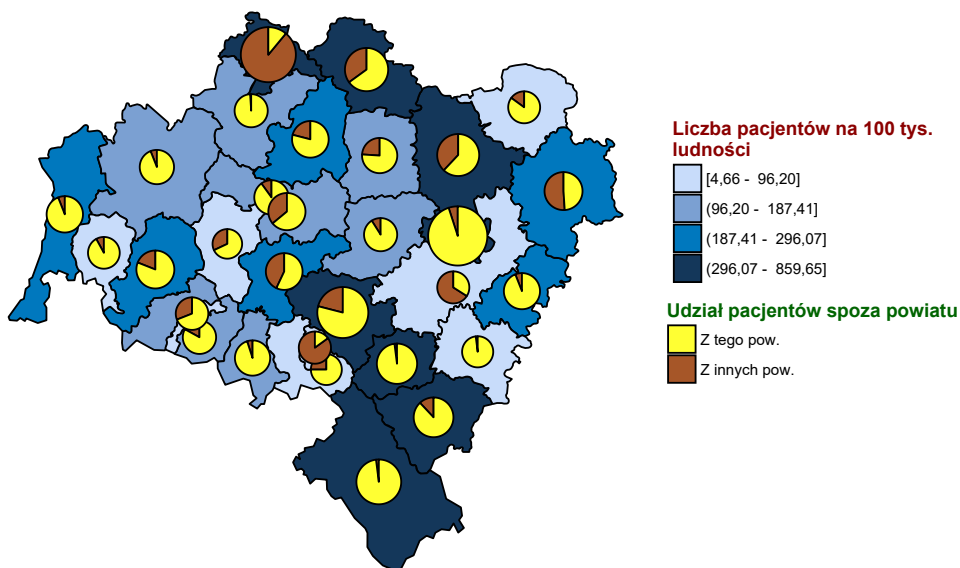 Liczba pacjentów na 100 tys.
ludności
[4,66 - 96,20]
(96,20 - 187,41]
(187,41 - 296,07]
(296,07 - 859,65]
Udział pacjentów spoza powiatu
Z tego pow.
Z innych pow.